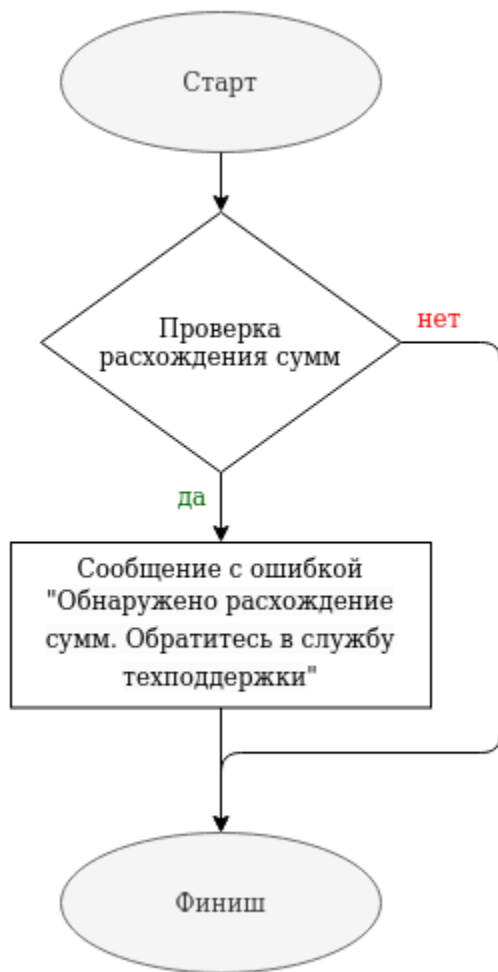 Старт
Проверка
расхождения сумм
нет
да
Сообщение с ошибкой
"Обнаружено расхождение
сумм. Обратитесь в службу
техподдержки"
Финиш